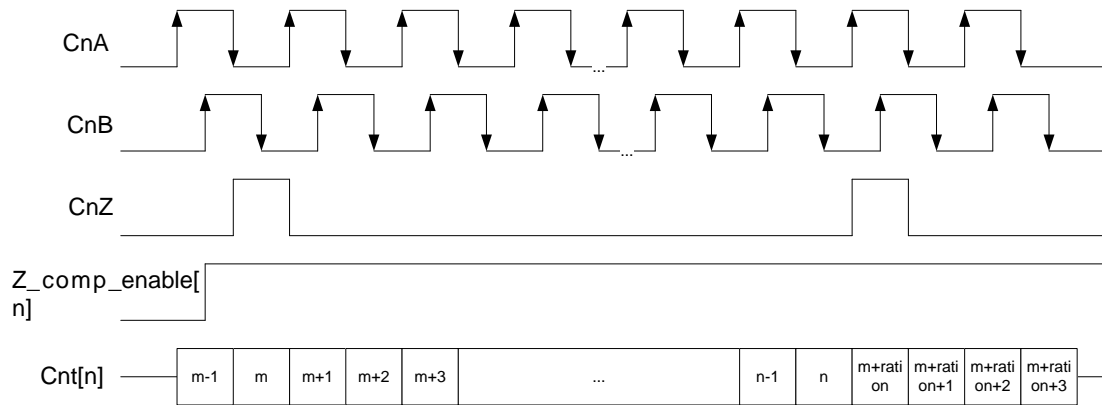 CnA
...
CnB
...
CnZ
Z_comp_enable[
n]
Cnt[n]
m-1 m m+1 m+2 m+3 ... n-1 n m+rati m+rati m+rati m+rati
on on+1 on+2 on+3